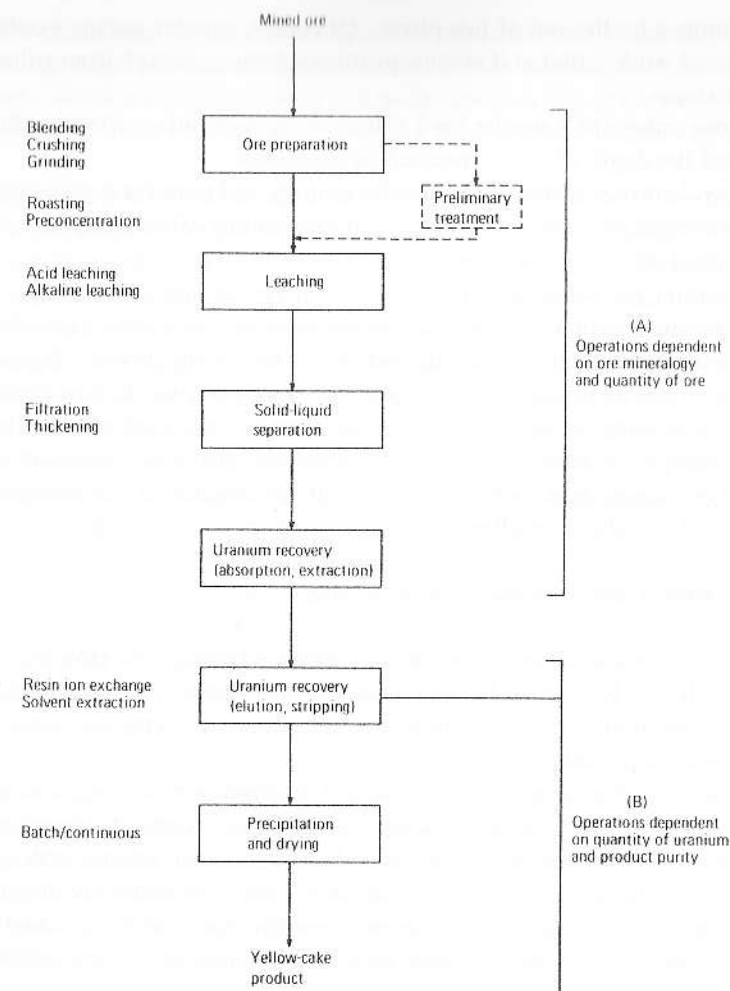 Mined ore
Blending
Crushing
Grinding
Ore preparation
Roasting
Preconcentration
Preliminary
treatment
Acid leaching
Alkaline leaching
Leaching
(A)
Operations dependent
on ore mineralogy
and quantity of ore
Filtration
Thickening
Solid-liquid
separation
Uranium recovery
(absorption, extraction)
Resin ion exchange
Solvent extraction
Uranium recovery
(elution, stripping)
(B)
Operations dependent
on quantity of uranium
and product purity
Batch/continuous
Precipitation
and drying
Yellow-cake
product